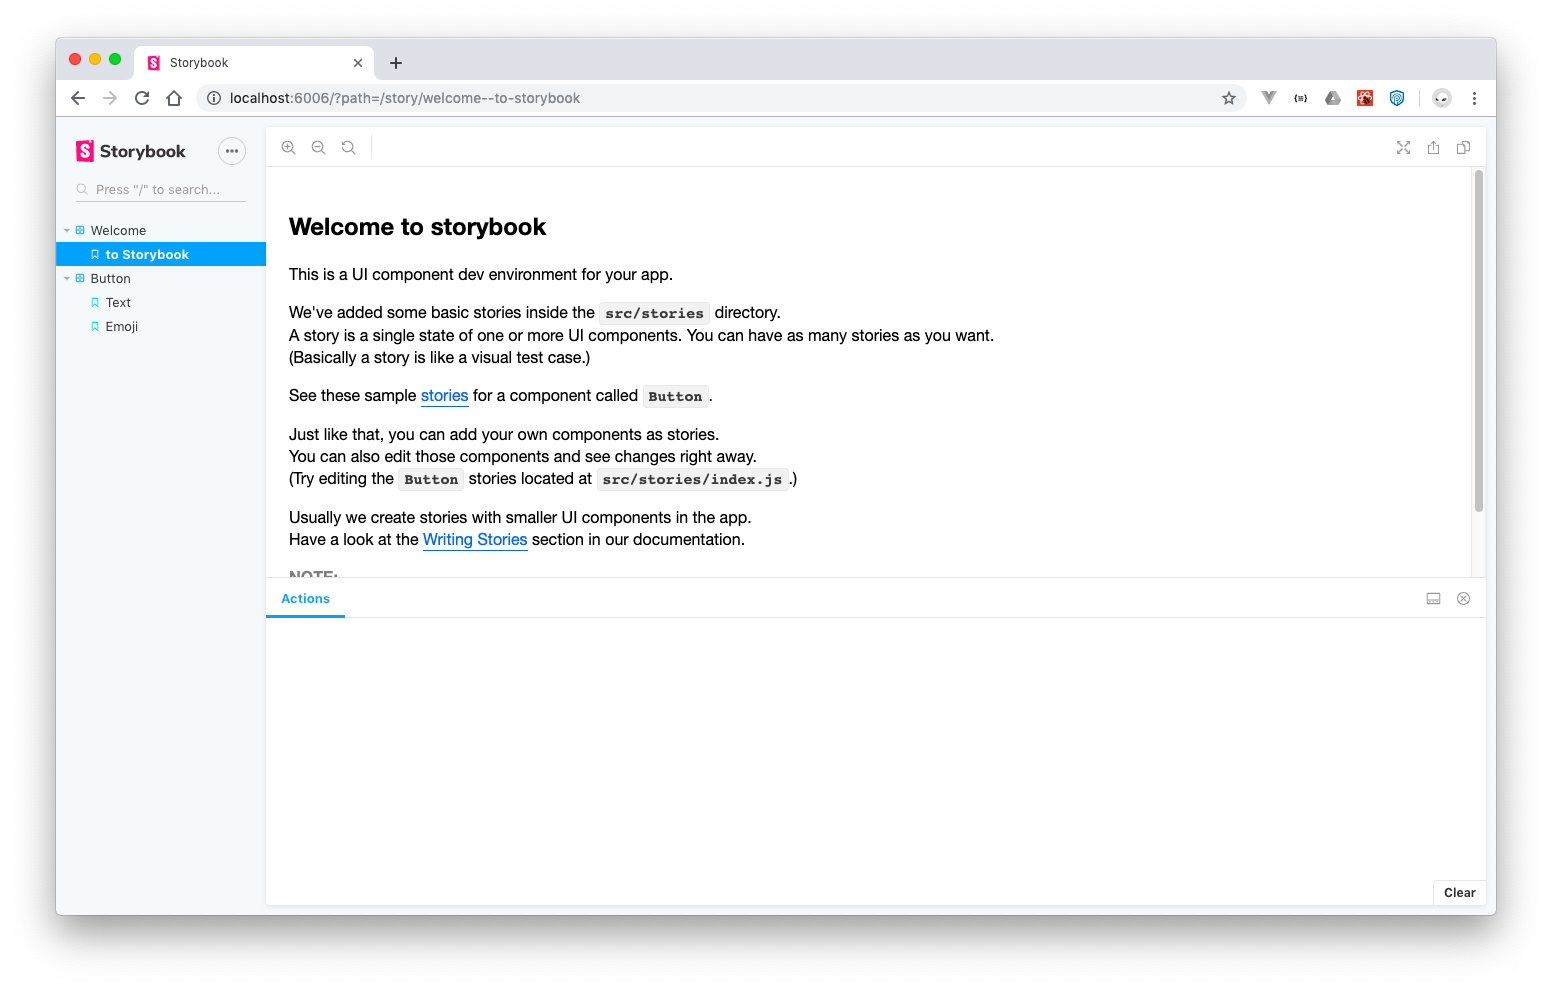 Storybook
localhost:6006/?path=/story/welcome--to-storybook
Storybook
Press "/" to search...
Welcome
to Storybook
Button
Text
Emoji
Welcome to storybook
This is a UI component dev environment for your app.
We've added some basic stories inside the src/stories directory.
A story is a single state of one or more UI components. You can have as many stories as you want.
(Basically a story is like a visual test case.)
See these sample stories for a component called Button.
Just like that, you can add your own components as stories.
You can also edit those components and see changes right away.
(Try editing the Button stories located at src/stories/index.js.)
Usually we create stories with smaller UI components in the app.
Have a look at the Writing Stories section in our documentation.
NOTE:
Actions
Clear